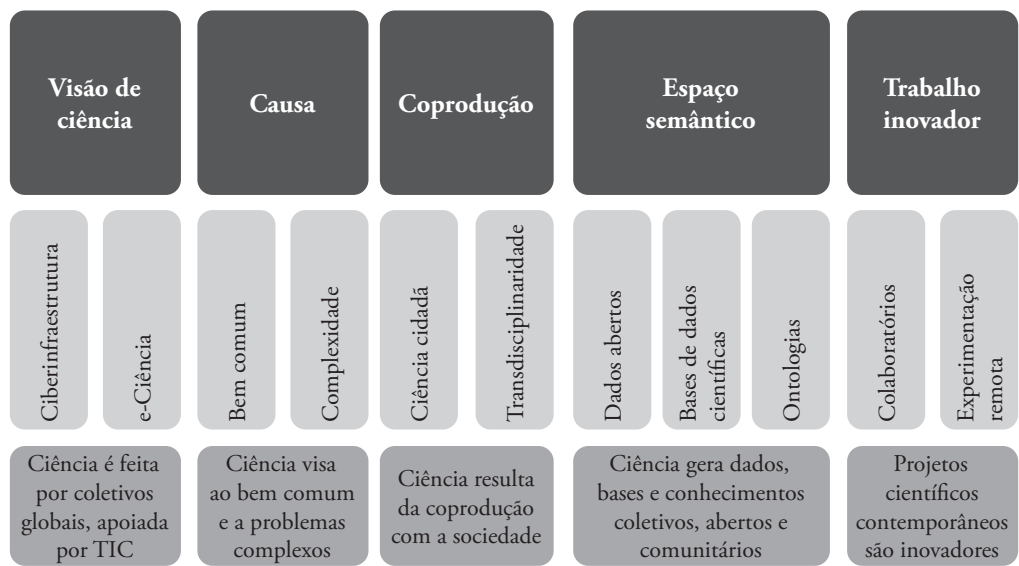 Visão de
ciência
Causa
Coprodução
Espaço
semântico
Trabalho
inovador
Ciberinfraestrutura
e-Ciência
Bem comum
Complexidade
Ciência cidadã
Transdisciplinaridade
Dados abertos
Bases de dados
científicas
Ontologias
Colaboratórios
Experimentação
remota
Ciência é feita
por coletivos
globais, apoiada
por TIC
Ciência visa
ao bem comum
e a problemas
complexos
Ciência resulta
da coprodução
com a sociedade
Ciência gera dados,
bases e conhecimentos
coletivos, abertos e
comunitários
Projetos
científicos
contemporâneos
são inovadores